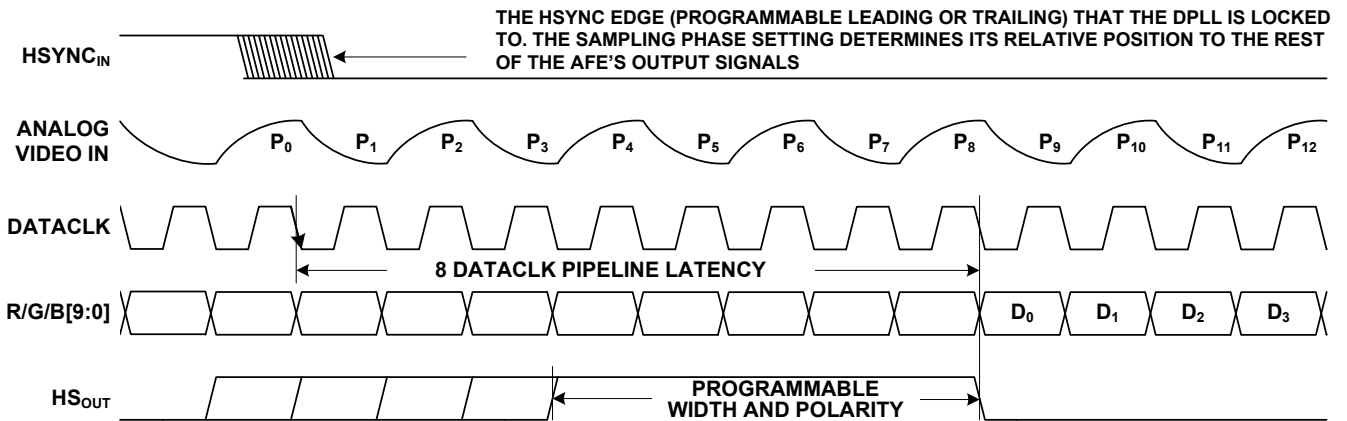 THE HSYNC EDGE (PROGRAMMABLE LEADING OR TRAILING) THAT THE DPLL IS LOCKED
TO. THE SAMPLING PHASE SETTING DETERMINES ITS RELATIVE POSITION TO THE REST
OF THE AFE'S OUTPUT SIGNALS
HSYNCIN
ANALOG
VIDEO IN
P0 P1 P2 P3 P4 P5 P6 P7 P8 P9 P10 P11 P12
DATACLK
8 DATACLK PIPELINE LATENCY
R/G/B[9:0]
D0 D1 D2 D3
HSOUT
PROGRAMMABLE
WIDTH AND POLARITY